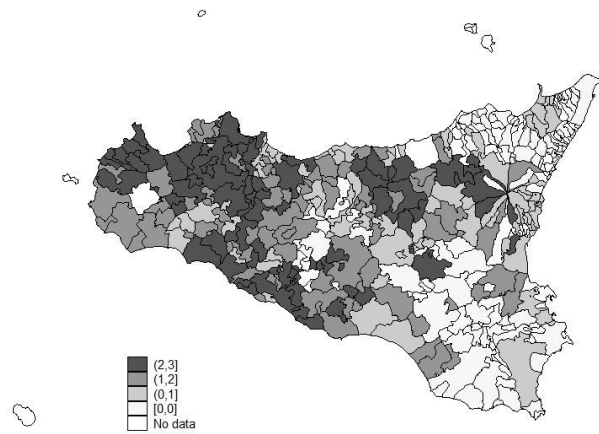 (2,3]
(1,2]
(0,1]
[0,0]
No data